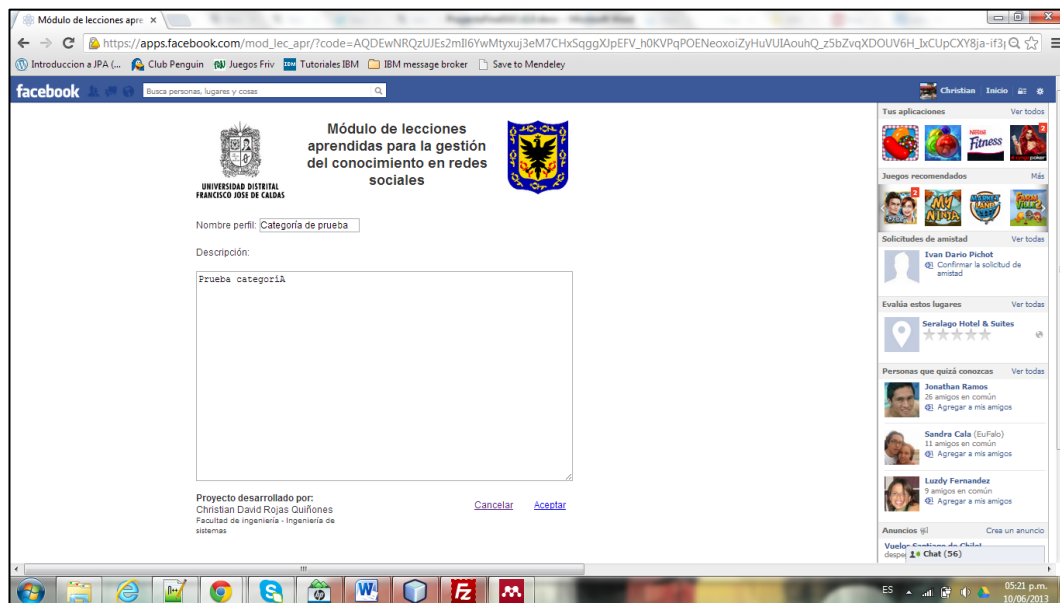 Módulo de lecciones apre
https://apps.facebook.com/mod_lec_apr/?code=
Introduccion a JPA (... Club Penguin Juegos Friv Tutoriales IBM IBM message broker Save to Mendeley
facebook Busca personas, lugares y cosas Christian Inicio
UNIVERSIDAD DISTRITAL
FRANCISCO JOSE DE CALDAS
Módulo de lecciones
aprendidas para la gestión
del conocimiento en redes
sociales
Nombre perfil: Categoría de prueba
Descripción:
Prueba categoríA
Proyecto desarrollado por:
Christian David Rojas Quiñones
Facultad de ingeniería - Ingeniería de
sistemas
Cancelar Aceptar
Tus aplicaciones Ver todos
Fitness
2
Juegos recomendados Más
2
MY
NINJA
Solicitudes de amistad Ver todas
Ivan Dario Pichot
Confirmar la solicitud de
amistad
Evalúa estos lugares Ver todas
Seralago Hotel & Suites
Personas que quizá conozcas Ver todas
Jonathan Ramos
26 amigos en común
Agregar a mis amigos
Sandra Cala (EuFalo)
11 amigos en común
Agregar a mis amigos
Luzdy Fernandez
9 amigos en común
Agregar a mis amigos
Anuncios Crea un anuncio
Chat (56)
ES
05:21 p.m.
10/06/2013